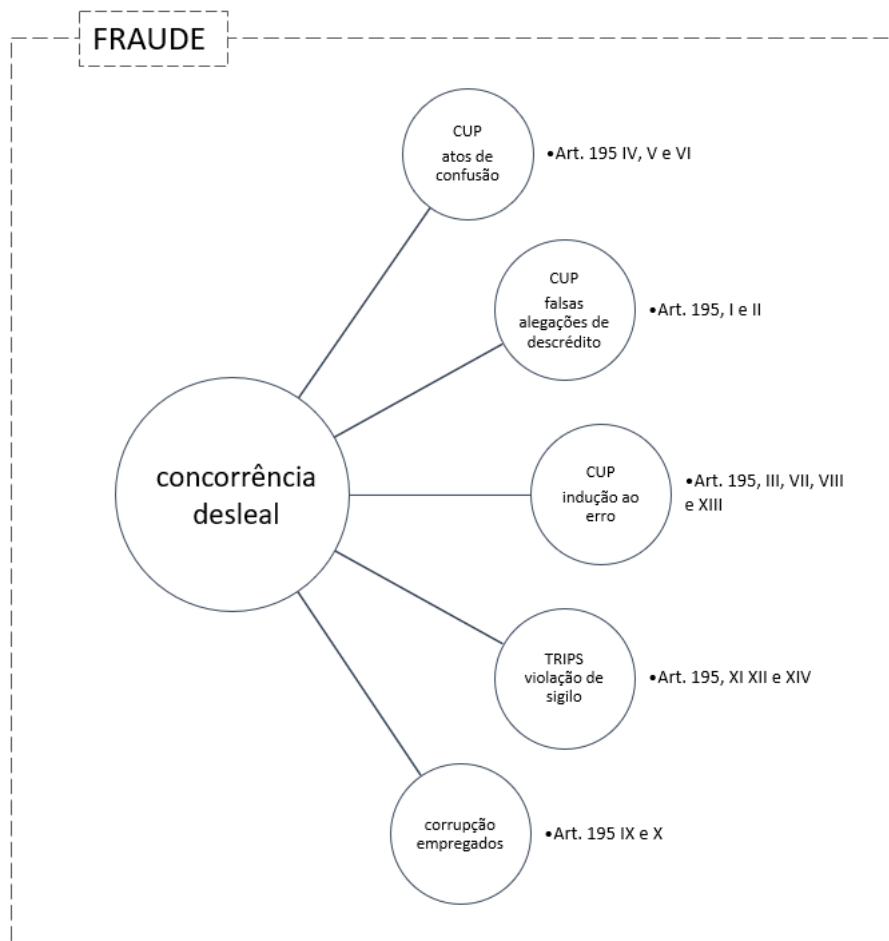 FRAUDE
CUP
atos de
confusão
•Art. 195 IV, V e VI
CUP
falsas
alegações de
descrédito
•Art. 195, I e II
concorrência
desleal
CUP
indução ao
erro
•Art. 195, III, VII, VIII
e XIII
TRIPS
violação de
sigilo
•Art. 195, XI XII e XIV
corrupção
empregados
•Art. 195 IX e X